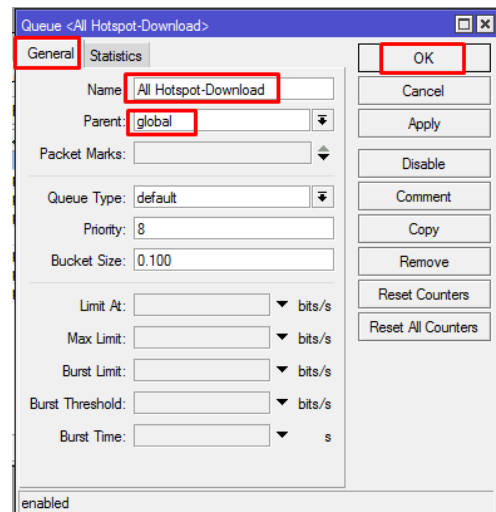 Queue <All Hotspot-Download>
General Statistics
Name: All Hotspot-Download
Parent: global
Packet Marks:
Queue Type: default
Priority: 8
Bucket Size: 0.100
Limit At: bits/s
Max Limit: bits/s
Burst Limit: bits/s
Burst Threshold: bits/s
Burst Time: s
OK
Cancel
Apply
Disable
Comment
Copy
Remove
Reset Counters
Reset All Counters
enabled